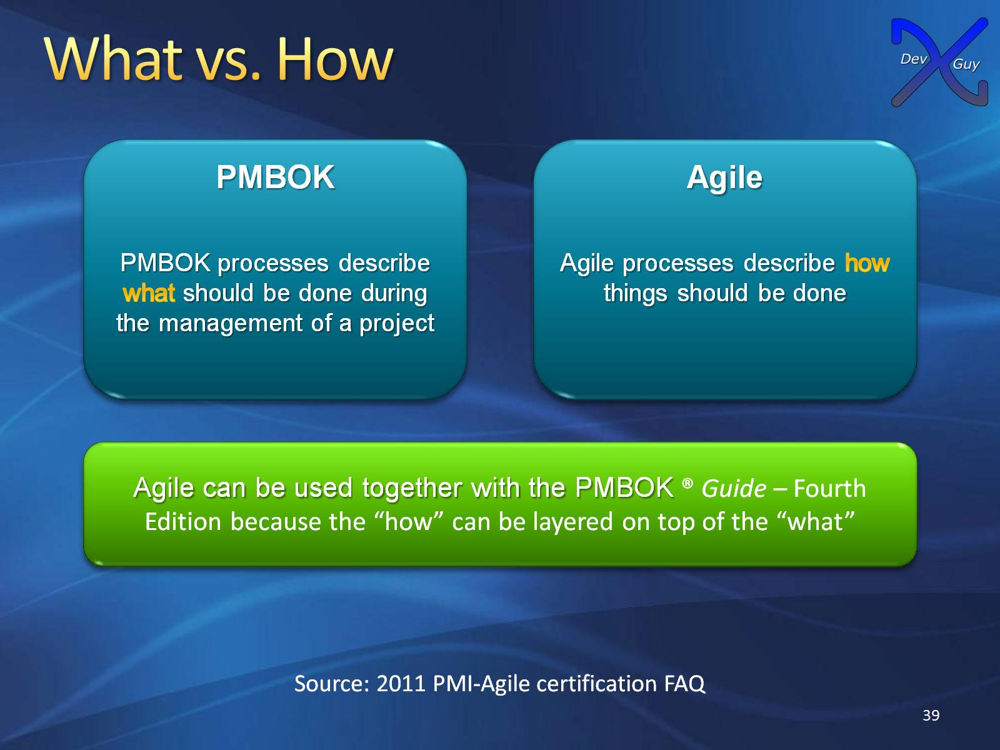 What vs. How
Dev Guy
PMBOK
PMBOK processes describe
what should be done during
the management of a project
Agile
Agile processes describe how
things should be done
Agile can be used together with the PMBOK ® Guide – Fourth
Edition because the “how” can be layered on top of the “what”
Source: 2011 PMI-Agile certification FAQ
39